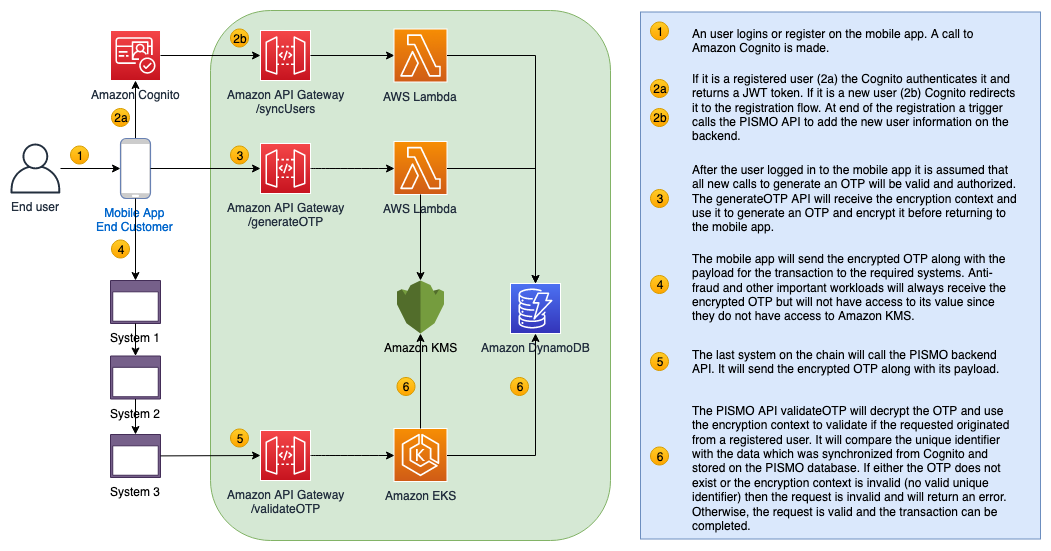 2b
Amazon API Gateway
/syncUsers
AWS Lambda
Amazon Cognito
2a
1
End user
Mobile App
End Customer
3
Amazon API Gateway
/generateOTP
AWS Lambda
4
System 1
System 2
System 3
Amazon KMS
Amazon DynamoDB
6
6
5
Amazon API Gateway
/validateOTP
K
Amazon EKS
1
An user logins or register on the mobile app. A call to
Amazon Cognito is made.
2a
2b
If it is a registered user (2a) the Cognito authenticates it and
returns a JWT token. If it is a new user (2b) Cognito redirects
it to the registration flow. At end of the registration a trigger
calls the PISMO API to add the new user information on the
backend.
3
After the user logged in to the mobile app it is assumed that
all new calls to generate an OTP will be valid and authorized.
The generateOTP API will receive the encryption context and
use it to generate an OTP and encrypt it before returning to
the mobile app.
4
The mobile app will send the encrypted OTP along with the
payload for the transaction to the required systems. Anti-
fraud and other important workloads will always receive the
encrypted OTP but will not have access to its value since
they do not have access to Amazon KMS.
5
The last system on the chain will call the PISMO backend
API. It will send the encrypted OTP along with its payload.
6
The PISMO API validateOTP will decrypt the OTP and use
the encryption context to validate if the requested originated
from a registered user. It will compare the unique identifier
with the data which was synchronized from Cognito and
stored on the PISMO database. If either the OTP does not
exist or the encryption context is invalid (no valid unique
identifier) then the request is invalid and will return an error.
Otherwise, the request is valid and the transaction can be
completed.